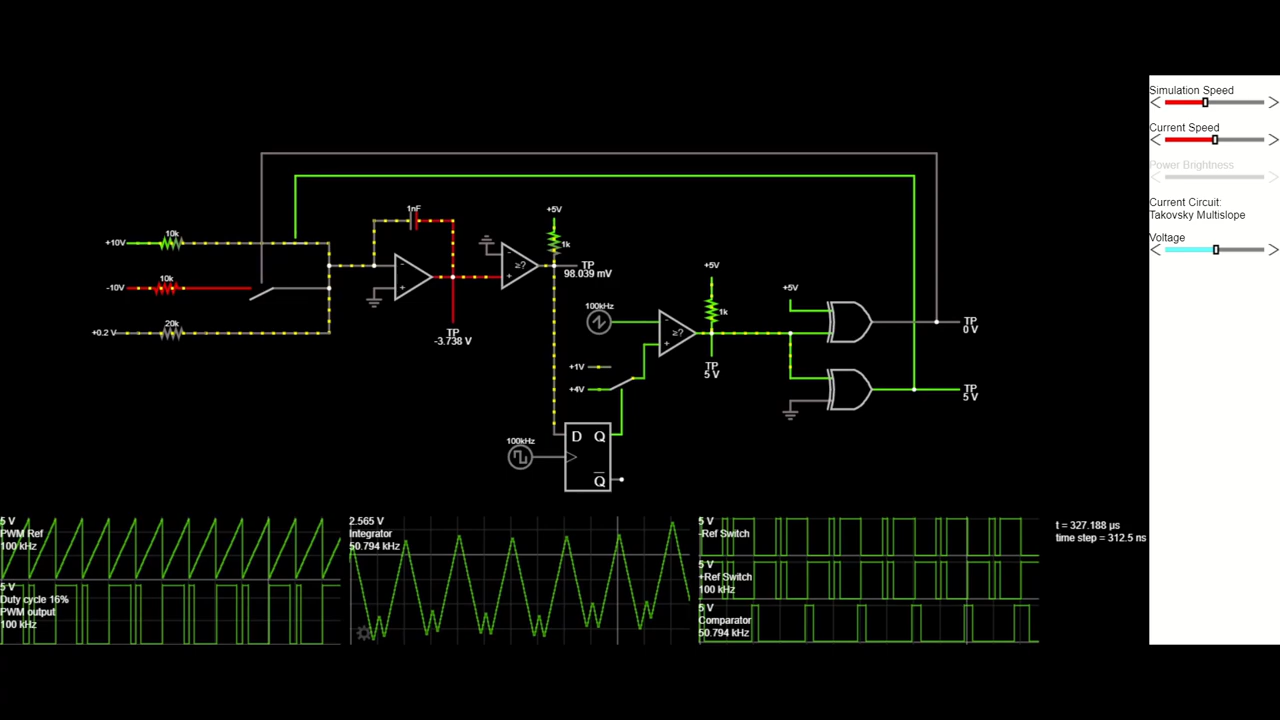 Simulation Speed
Current Speed
Power Brightness
Current Circuit:
Takovsky Multislope
Voltage
1nF
+5V
10k
+10V
1k
≥?
TP
98.039 mV
10k
-10V
+5V
+5V
100kHz
20k
+0.2 V
1k
TP
-3.738 V
≥?
TP
0 V
+1V
TP
5 V
+4V
TP
5 V
D Q
100kHz
Q
5 V
PWM Ref
100 kHz
5 V
Duty cycle 16%
PWM output
100 kHz
2.565 V
Integrator
50.794 kHz
5 V
-Ref Switch
5 V
+Ref Switch
100 kHz
5 V
Comparator
50.794 kHz
t = 327.188 µs
time step = 312.5 ns